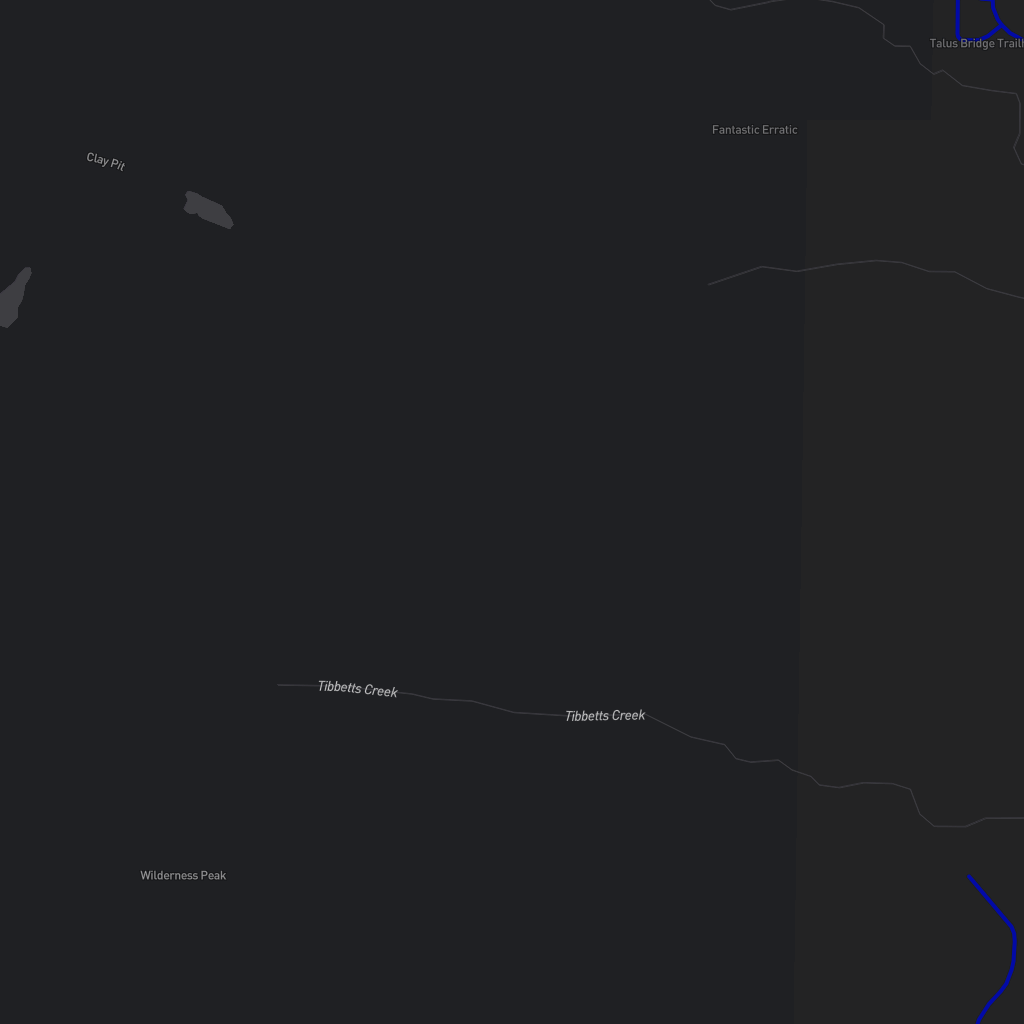 Talus Bridge Trailh
Fantastic Erratic
Clay Pit
Tibbetts Creek
Tibbetts Creek
Wilderness Peak